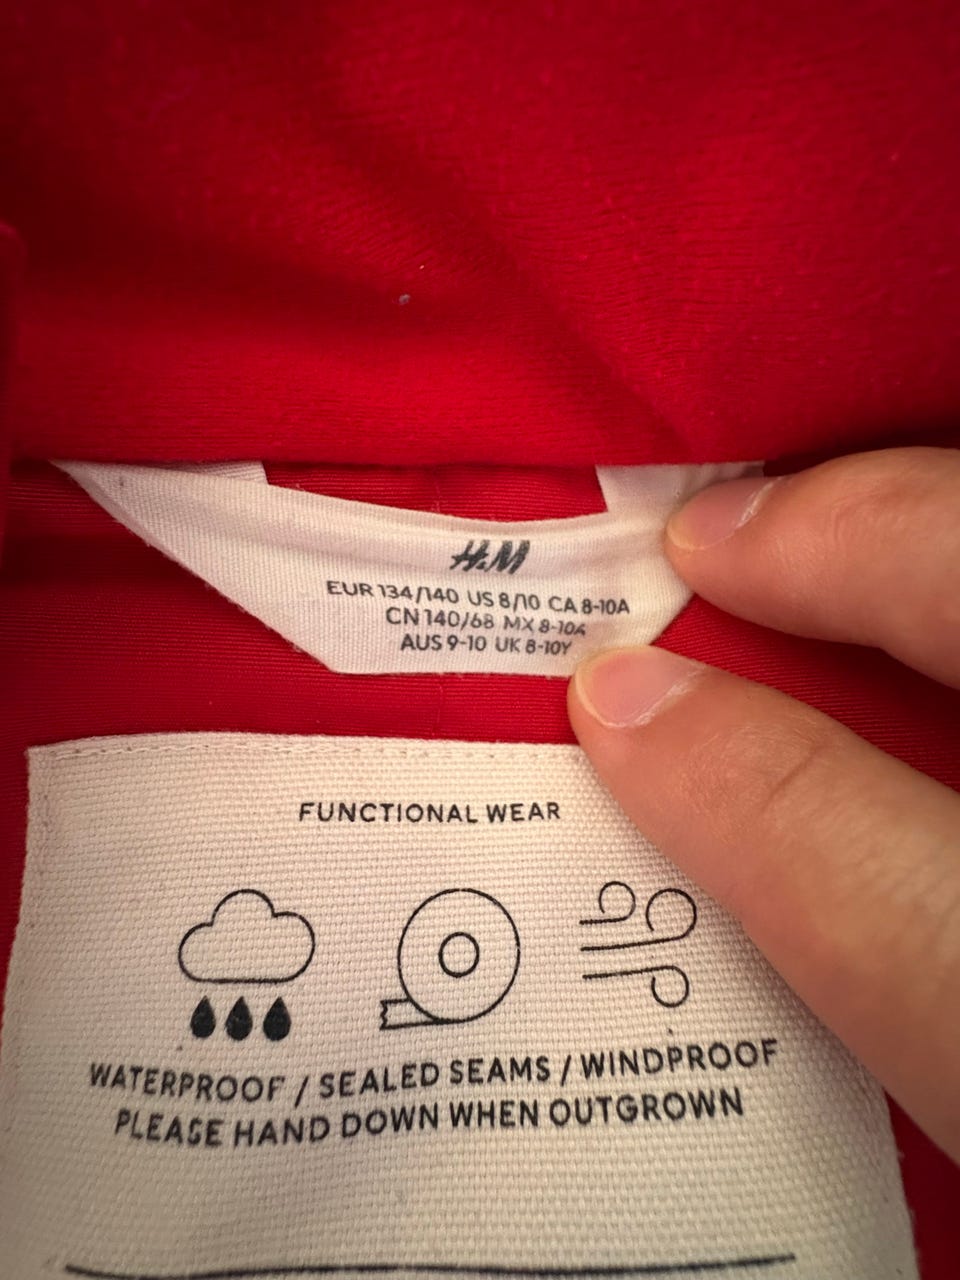 H&M
EUR 134/140 US 8/10 CA 8-10A
CN 140/68 MX 8-10A
AUS 9-10 UK 8-10Y
FUNCTIONAL WEAR
WATERPROOF / SEALED SEAMS / WINDPROOF
PLEASE HAND DOWN WHEN OUTGROWN